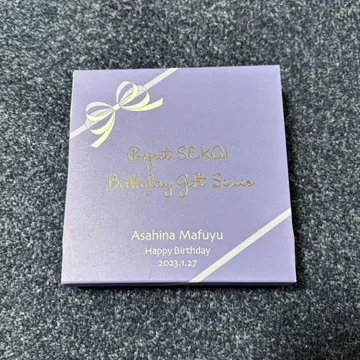 Project SEKAI
Birthday Gift Series
Asahina Mafuyu
Happy Birthday
2023.1.27